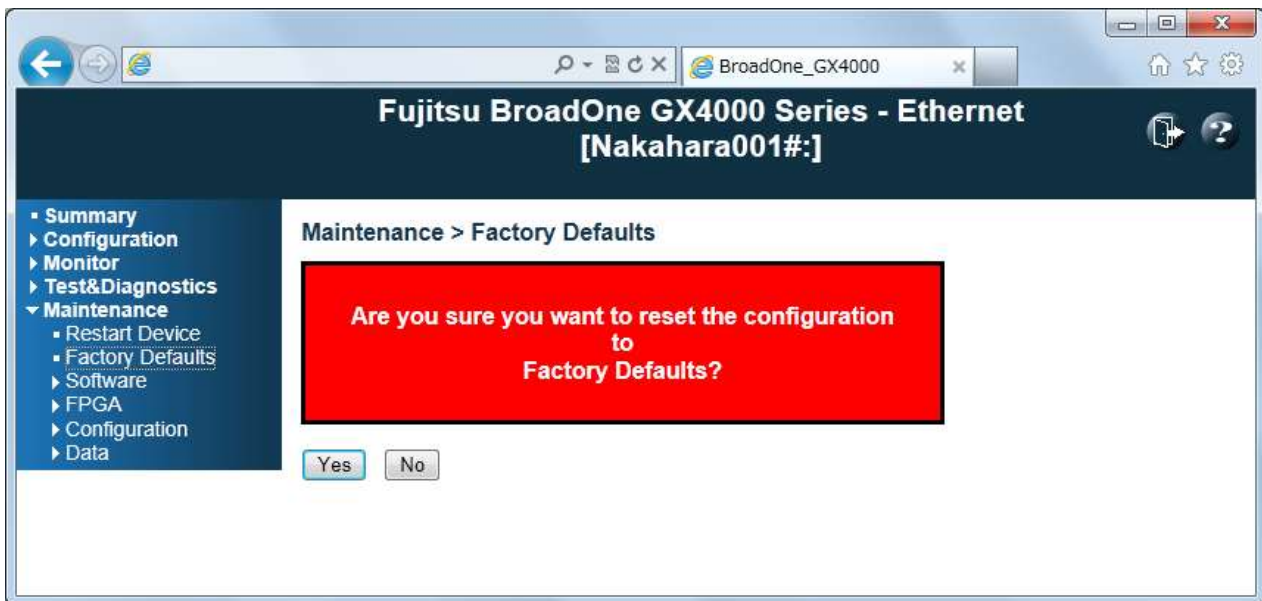 BroadOne_GX4000
Fujitsu BroadOne GX4000 Series - Ethernet
[Nakahara001#:]
Summary
Configuration
Monitor
Test&Diagnostics
Maintenance
Restart Device
Factory Defaults
Software
FPGA
Configuration
Data
Maintenance > Factory Defaults
Are you sure you want to reset the configuration
to
Factory Defaults?
Yes No